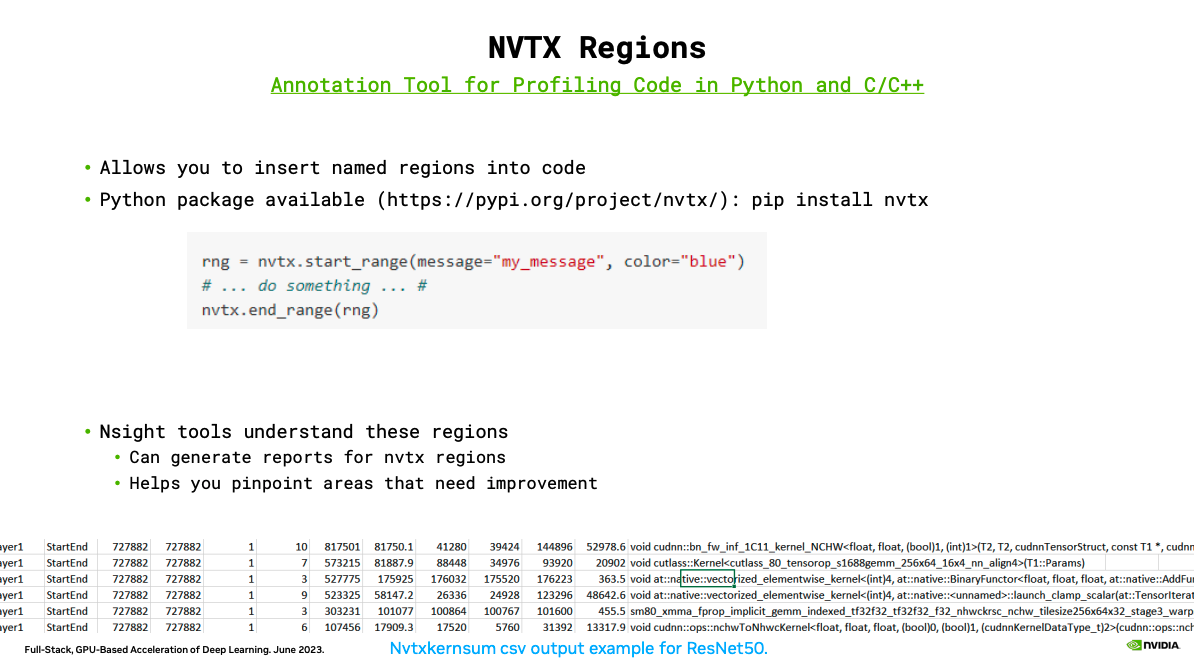 NVTX Regions
Annotation Tool for Profiling Code in Python and C/C++
• Allows you to insert named regions into code
• Python package available (https://pypi.org/project/nvtx/): pip install nvtx
rng = nvtx.start_range(message="my_message", color="blue")
# ... do something ... #
nvtx.end_range(rng)
• Nsight tools understand these regions
• Can generate reports for nvtx regions
• Helps you pinpoint areas that need improvement
ayer1 StartEnd 727882 727882 1 10 817501 81750.1 41280 39424 144896 52978.6 void cudnn::bn_fw_inf_1C11_kernel_NCHW<float, float, (bool)1, (int)1>(T2, T2, cudnnTensorStruct, const T1 *, cudnn
ayer1 StartEnd 727882 727882 1 7 573215 81887.9 88448 34976 93920 20902 void cutlass::Kernel<cutlass_80_tensorop_s1688gemm_256x64_16x4_nn_align4>(T1::Params)
ayer1 StartEnd 727882 727882 1 3 527775 175925 176032 175520 176223 363.5 void at::native::vectorized_elementwise_kernel<(int)4, at::native::BinaryFunctor<float, float, float, at::native::AddFu
ayer1 StartEnd 727882 727882 1 9 523325 58147.2 26336 24928 123296 48642.6 void at::native::vectorized_elementwise_kernel<(int)4, at::native::<unnamed>::launch_clamp_scalar(at::TensorIterat
ayer1 StartEnd 727882 727882 1 3 303231 101077 100864 100767 101600 455.5 sm80_xmma_fprop_implicit_gemm_indexed_tf32f32_tf32f32_f32_nhwckrsc_nchw_tilesize256x64x32_stage3_warp
ayer1 StartEnd 727882 727882 1 6 107456 17909.3 17520 5760 31392 13317.9 void cudnn::ops::nchwToNhwcKernel<float, float, float, (bool)0, (bool)1, (cudnnKernelDataType_t)2>(cudnn::ops::nch
Full-Stack, GPU-Based Acceleration of Deep Learning. June 2023.
Nvtxkernsum csv output example for ResNet50.
NVIDIA.